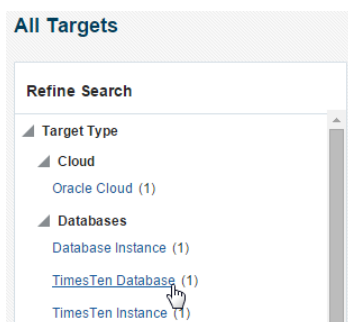 All Targets
Refine Search
Target Type
Cloud
Oracle Cloud (1)
Databases
Database Instance (1)
TimesTen Database (1)
TimesTen Instance (1)